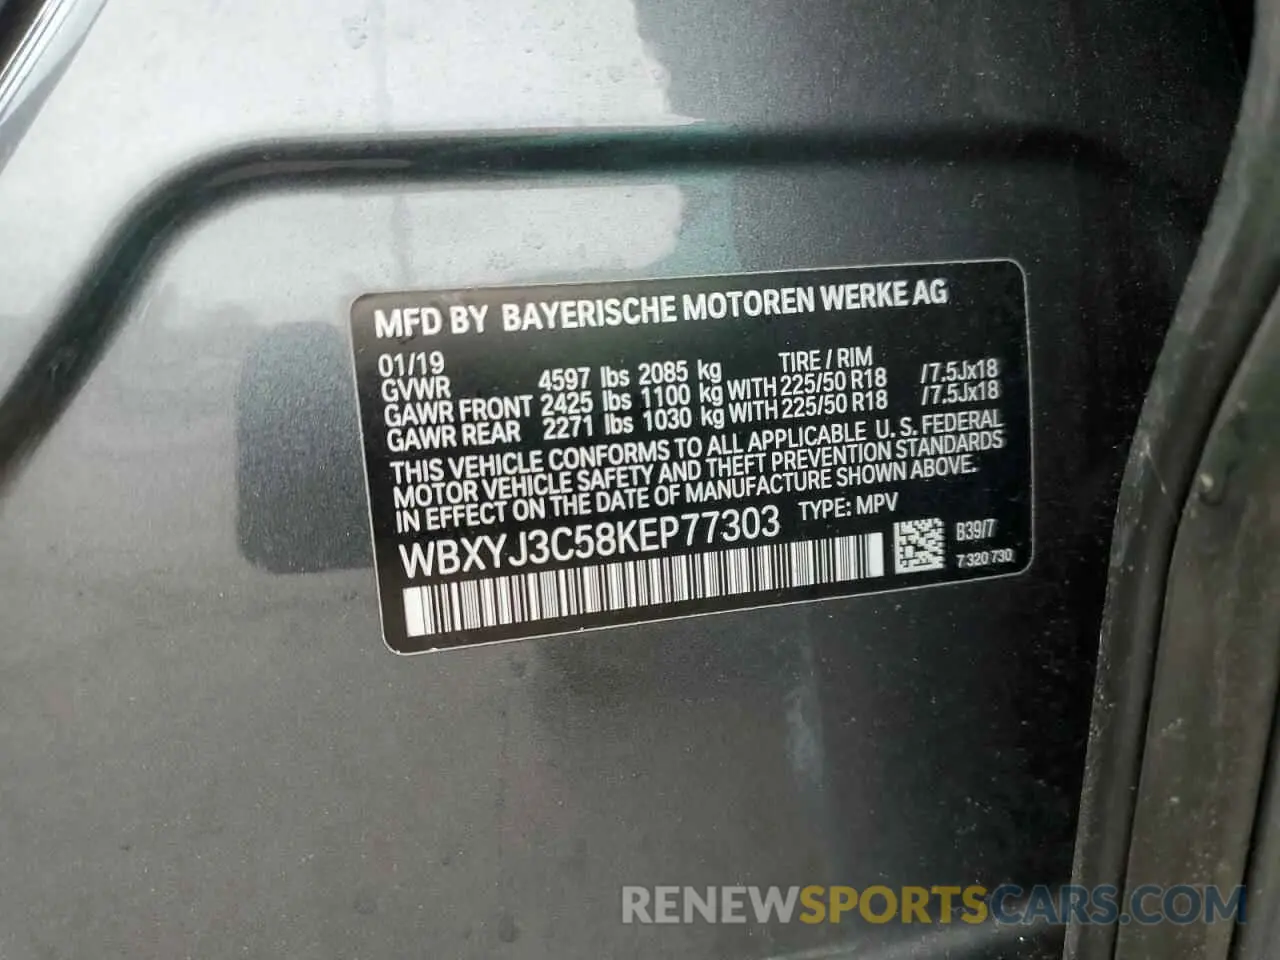 MFD BY BAYERISCHE MOTOREN WERKE AG
01/19 TIRE / RIM
GVWR 4597 lbs 2085 kg
GAWR FRONT 2425 lbs 1100 kg WITH 225/50 R18 /7.5Jx18
GAWR REAR 2271 lbs 1030 kg WITH 225/50 R18 /7.5Jx18
THIS VEHICLE CONFORMS TO ALL APPLICABLE U. S. FEDERAL
MOTOR VEHICLE SAFETY AND THEFT PREVENTION STANDARDS
IN EFFECT ON THE DATE OF MANUFACTURE SHOWN ABOVE.
WBXYJ3C58KEP77303 TYPE: MPV
B39/7
7 320 730
RENEWSPORTSCARS.COM